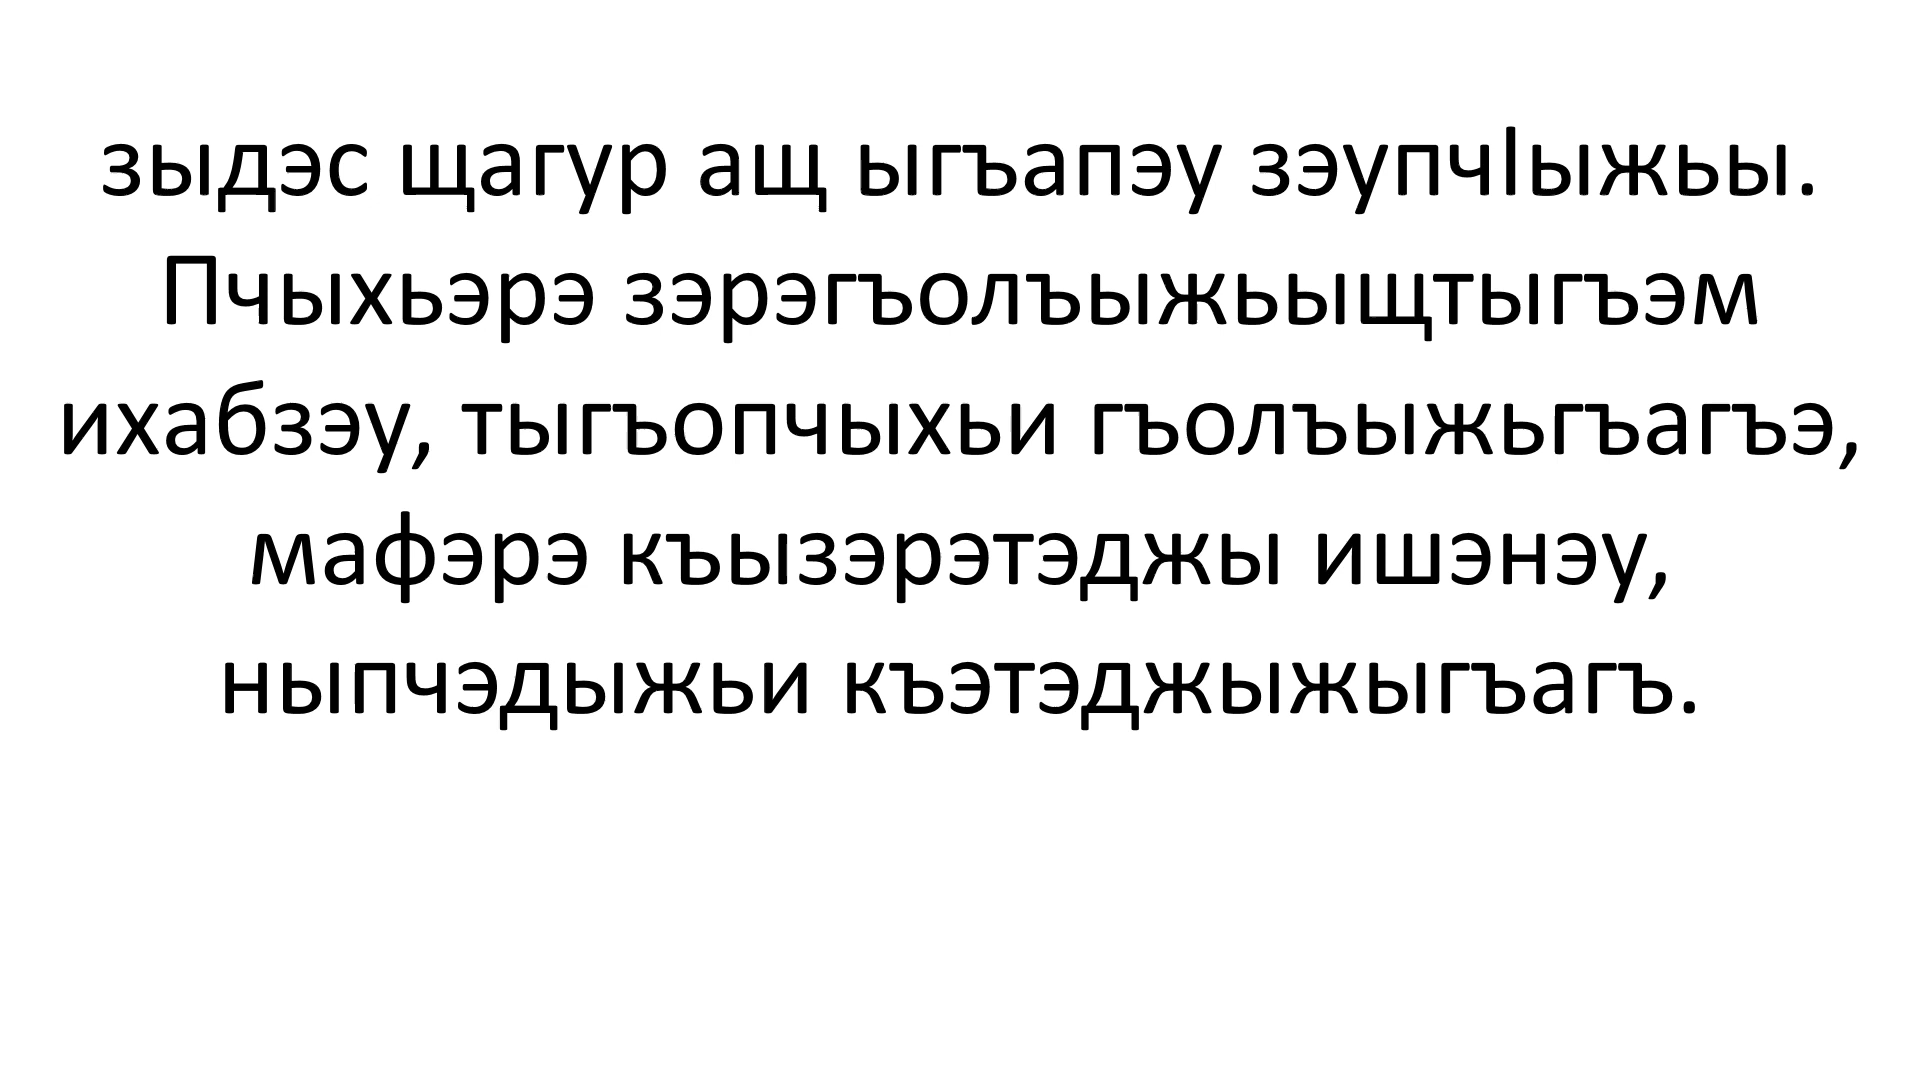 зыдэс щагур ащ ыгъапэу зэупчӏыжьы.
Пчыхьэрэ зэрэгъолъыжьыщтыгъэм
ихабзэу, тыгъопчыхьи гъолъыжьгъагъэ,
мафэрэ къызэрэтэджы ишэнэу,
ныпчэдыжьи къэтэджыжыгъагъ.